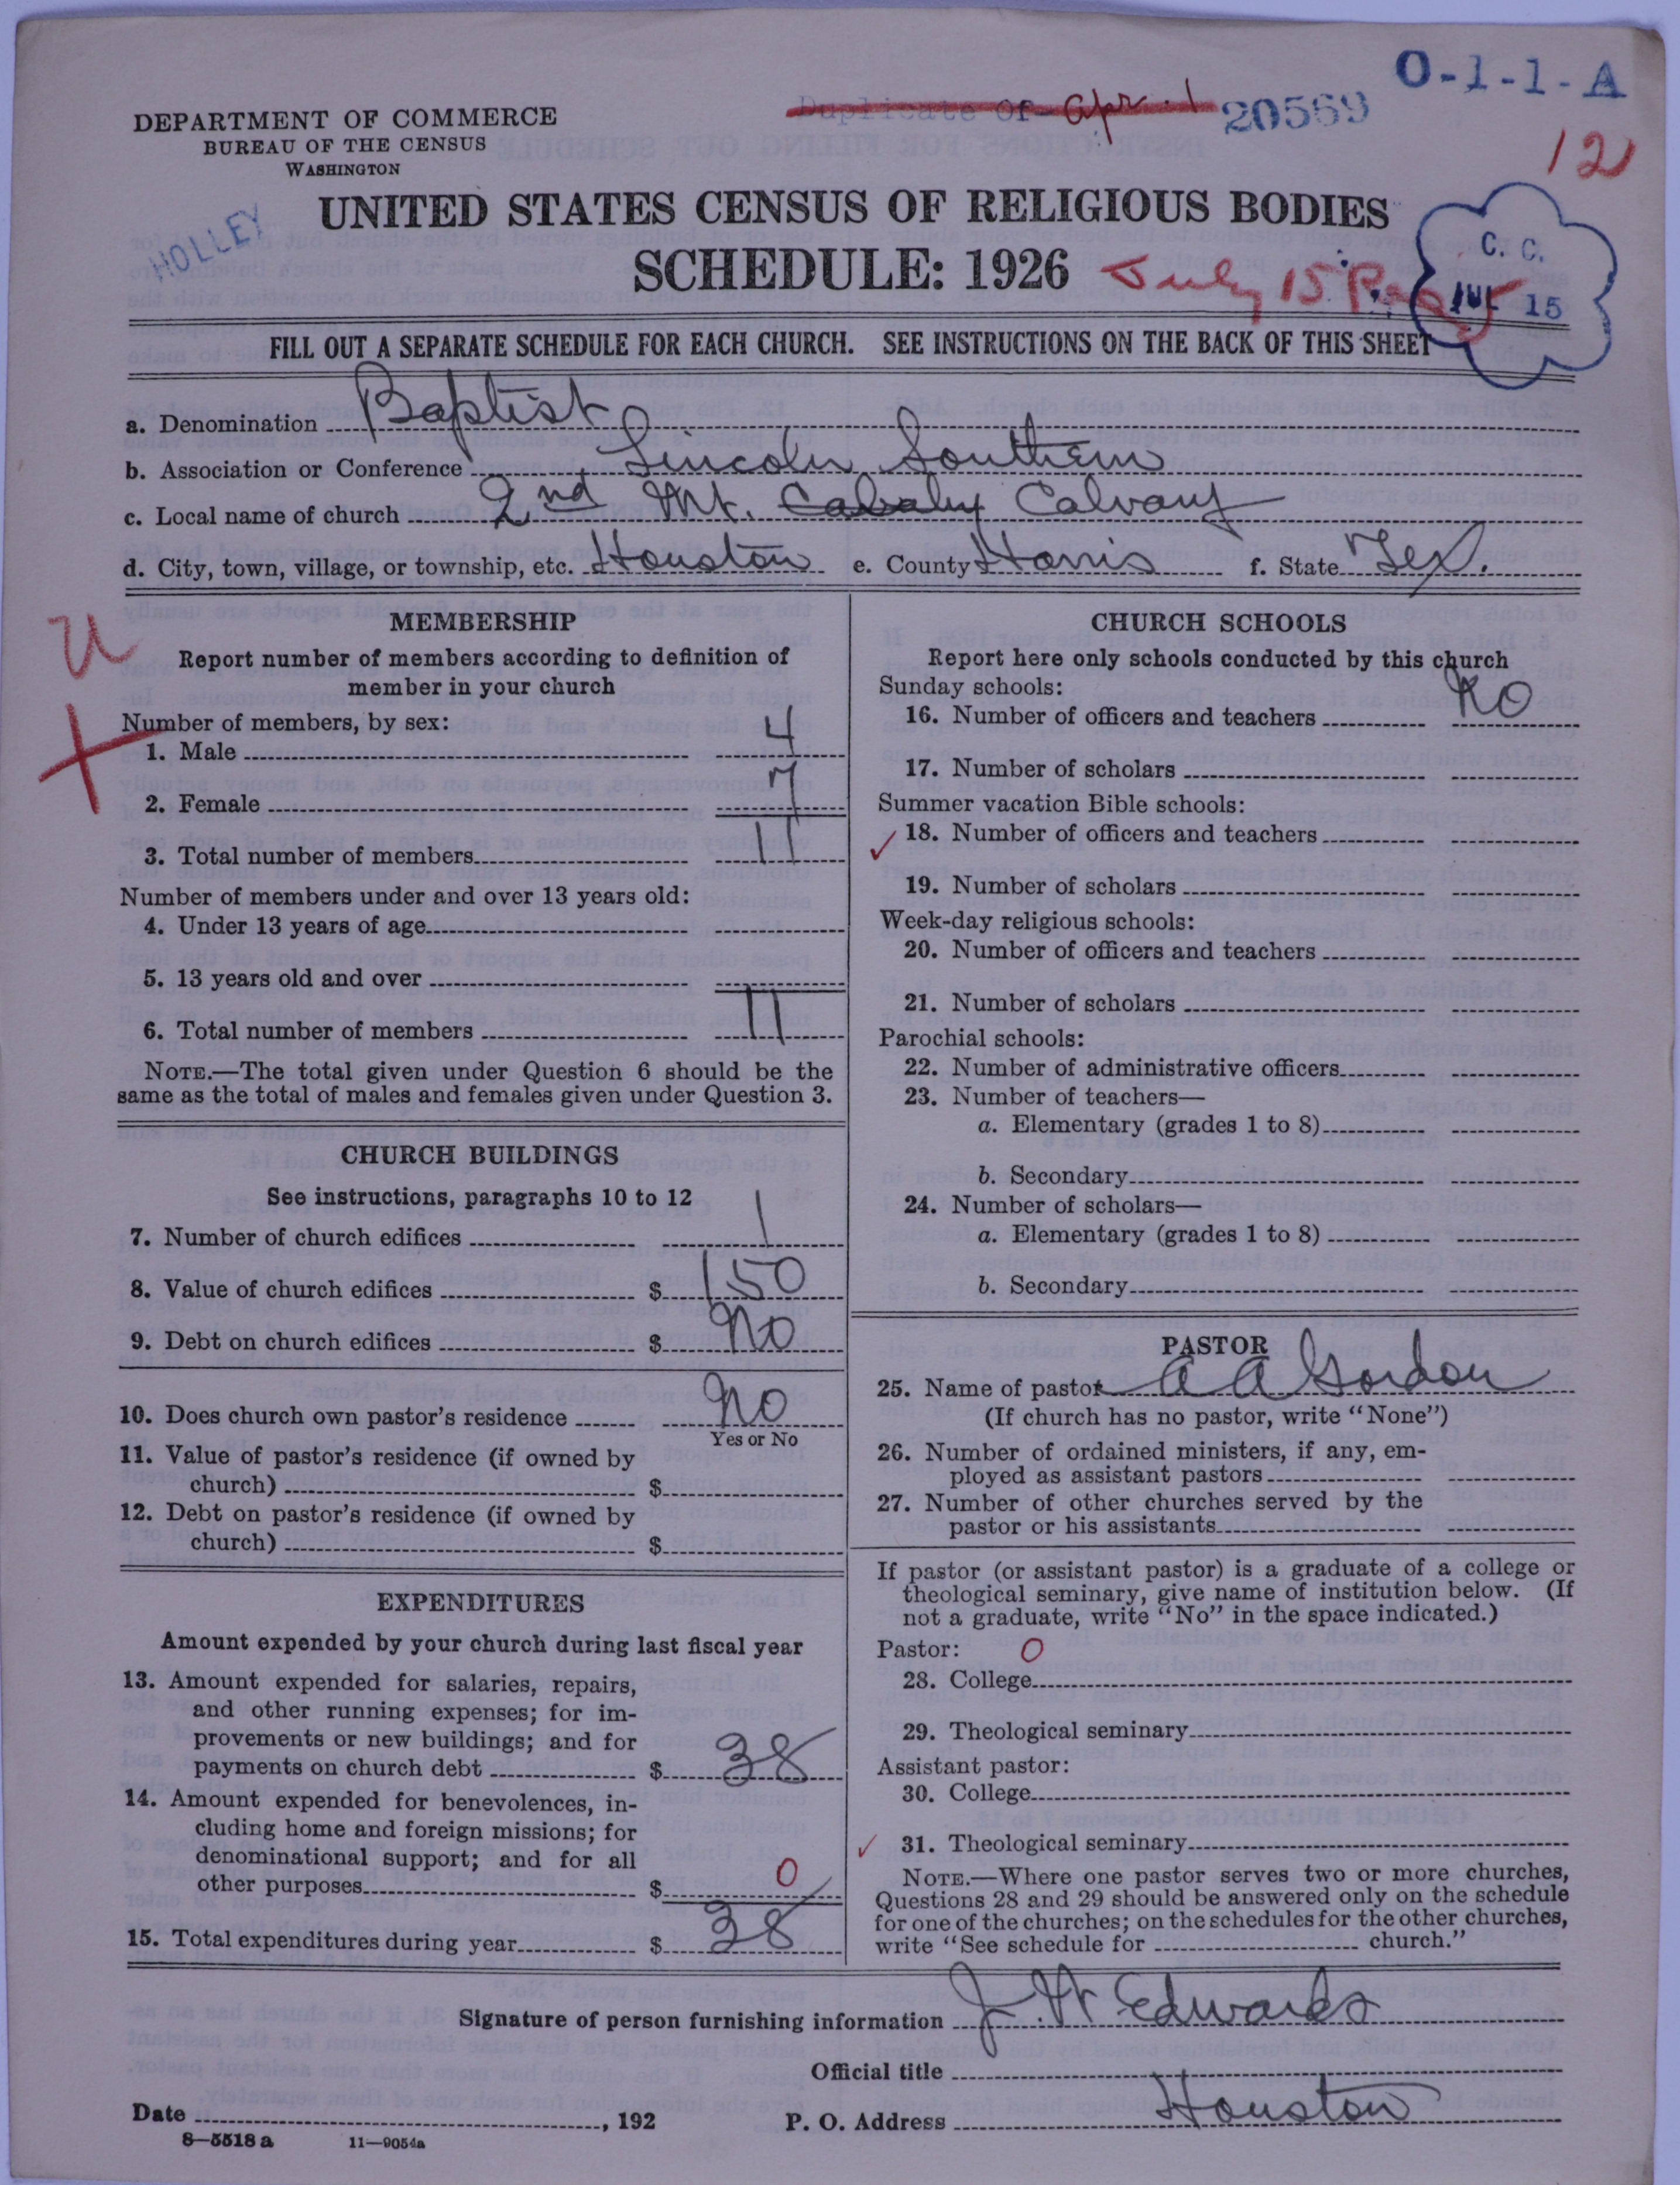 O-1-1-A
Duplicate Of Apr. 1 20569
12
DEPARTMENT OF COMMERCE
BUREAU OF THE CENSUS
WASHINGTON
HOLLEY
UNITED STATES CENSUS OF RELIGIOUS BODIES
SCHEDULE: 1926 July 15
C. C.
JUL 15
FILL OUT A SEPARATE SCHEDULE FOR EACH CHURCH. SEE INSTRUCTIONS ON THE BACK OF THIS SHEET
a. Denomination Baptist
b. Association or Conference Lincoln Southern
c. Local name of church 2nd Mt. Calvary
d. City, town, village, or township, etc. Houston e. County Harris f. State Tex.
U
X
MEMBERSHIP
Report number of members according to definition of
member in your church
Number of members, by sex:
1. Male 4
2. Female 7
3. Total number of members 11
Number of members under and over 13 years old:
4. Under 13 years of age
5. 13 years old and over
6. Total number of members 11
NOTE.—The total given under Question 6 should be the
same as the total of males and females given under Question 3.
CHURCH BUILDINGS
See instructions, paragraphs 10 to 12
7. Number of church edifices 1
8. Value of church edifices $ 150
9. Debt on church edifices $ No
10. Does church own pastor's residence No
Yes or No
11. Value of pastor's residence (if owned by
church) $
12. Debt on pastor's residence (if owned by
church) $
EXPENDITURES
Amount expended by your church during last fiscal year
13. Amount expended for salaries, repairs,
and other running expenses; for im-
provements or new buildings; and for
payments on church debt $ 38
14. Amount expended for benevolences, in-
cluding home and foreign missions; for
denominational support; and for all
other purposes $ 0
15. Total expenditures during year $ 38
CHURCH SCHOOLS
Report here only schools conducted by this church
Sunday schools:
16. Number of officers and teachers No
17. Number of scholars
Summer vacation Bible schools:
✓ 18. Number of officers and teachers
19. Number of scholars
Week-day religious schools:
20. Number of officers and teachers
21. Number of scholars
Parochial schools:
22. Number of administrative officers
23. Number of teachers—
a. Elementary (grades 1 to 8)
b. Secondary
24. Number of scholars—
a. Elementary (grades 1 to 8)
b. Secondary
PASTOR
25. Name of pastor A A Gordon
(If church has no pastor, write "None")
26. Number of ordained ministers, if any, em-
ployed as assistant pastors
27. Number of other churches served by the
pastor or his assistants
If pastor (or assistant pastor) is a graduate of a college or
theological seminary, give name of institution below. (If
not a graduate, write "No" in the space indicated.)
Pastor: 0
28. College
29. Theological seminary
Assistant pastor:
30. College
✓ 31. Theological seminary
NOTE.—Where one pastor serves two or more churches,
Questions 28 and 29 should be answered only on the schedule
for one of the churches; on the schedules for the other churches,
write "See schedule for church."
Signature of person furnishing information J. W Edwards
Official title
Date , 192 P. O. Address Houston
8—5518 a 11—9054a